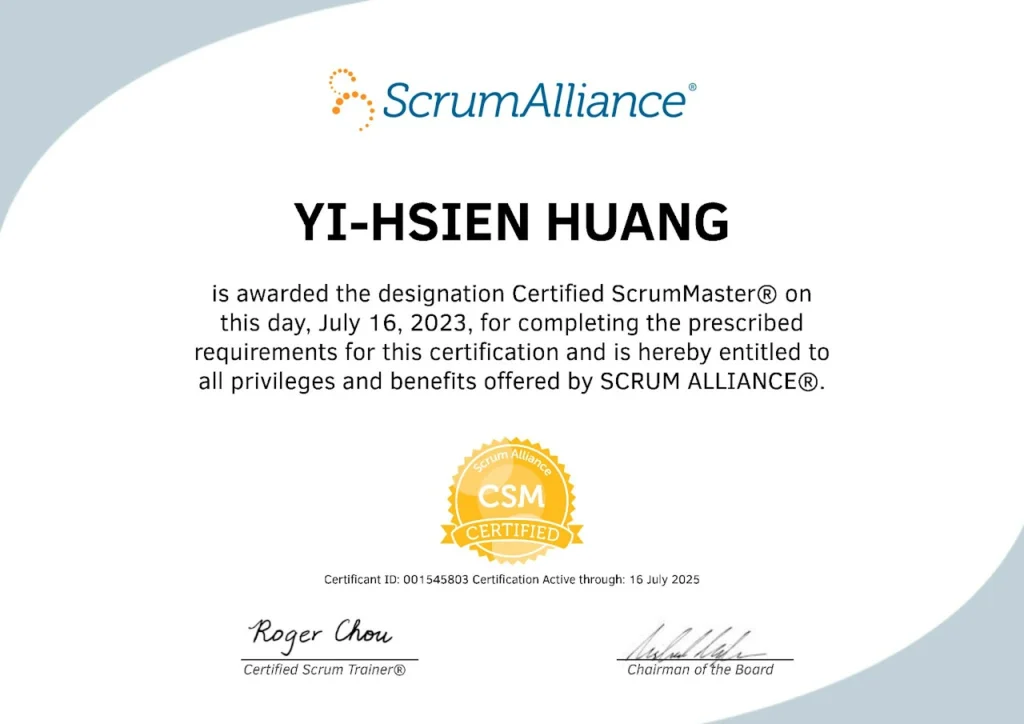 ScrumAlliance®
YI-HSIEN HUANG
is awarded the designation Certified ScrumMaster® on
this day, July 16, 2023, for completing the prescribed
requirements for this certification and is hereby entitled to
all privileges and benefits offered by SCRUM ALLIANCE®.
Scrum Alliance
CSM
CERTIFIED
Certificant ID: 001545803 Certification Active through: 16 July 2025
Roger Chou
Certified Scrum Trainer®
Chairman of the Board